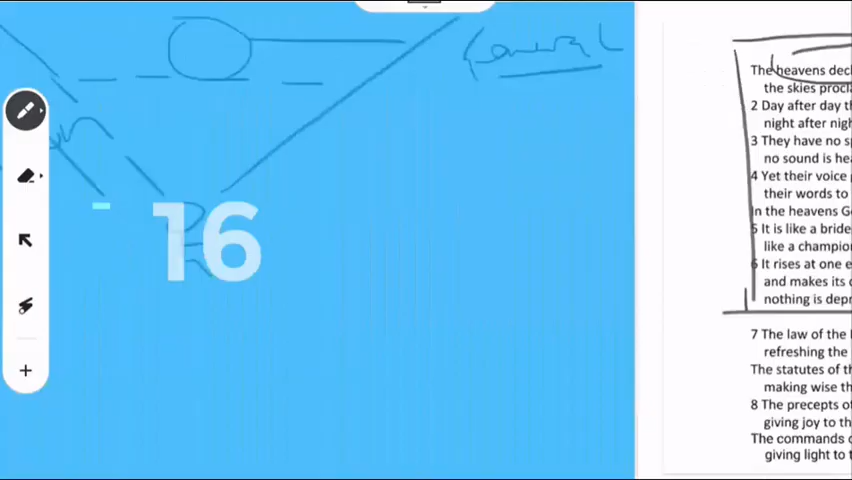 General
- 16
The heavens decl
the skies procla
2 Day after day th
night after nigh
3 They have no sp
no sound is hea
4 Yet their voice
their words to
In the heavens Go
5 It is like a bride
like a champion
6 It rises at one e
and makes its c
nothing is depr
7 The law of the
refreshing the
The statutes of th
making wise th
8 The precepts of
giving joy to th
The commands o
giving light to t